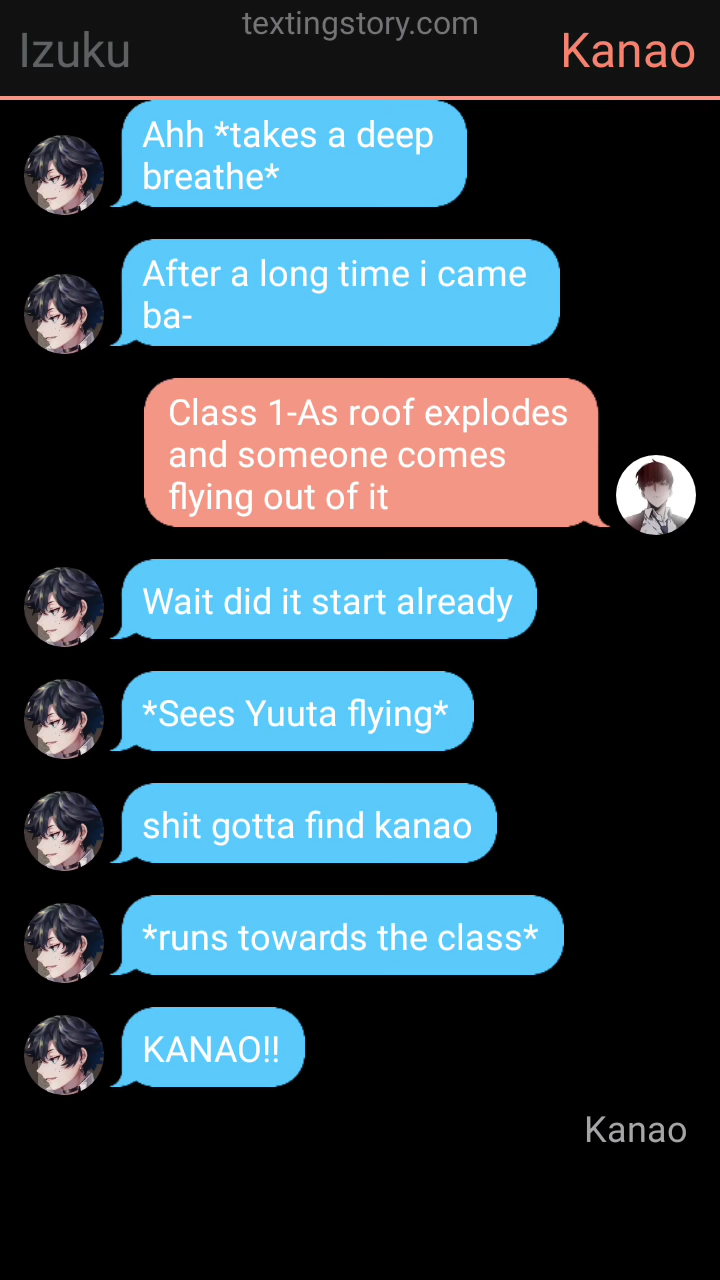 textingstory.com
Izuku
Kanao
Ahh *takes a deep
breathe*
After a long time i came
ba-
Class 1-As roof explodes
and someone comes
flying out of it
Wait did it start already
*Sees Yuuta flying*
shit gotta find kanao
*runs towards the class*
KANAO!!
Kanao